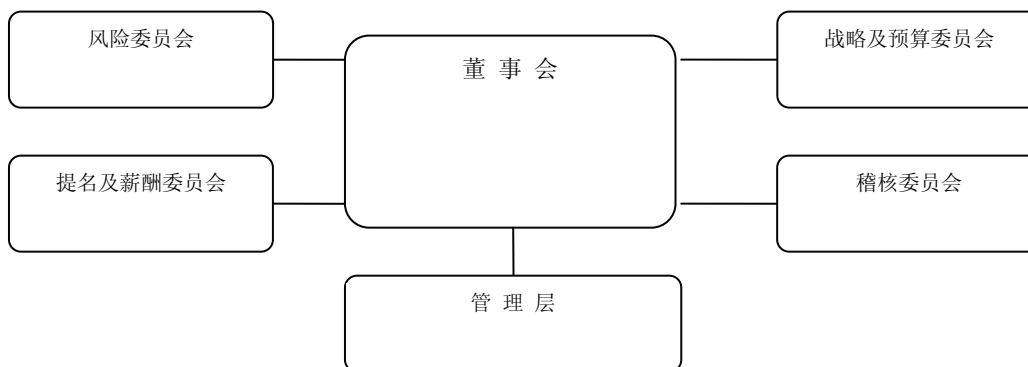 风险委员会
董 事 会
战略及预算委员会
提名及薪酬委员会
稽核委员会
管 理 层